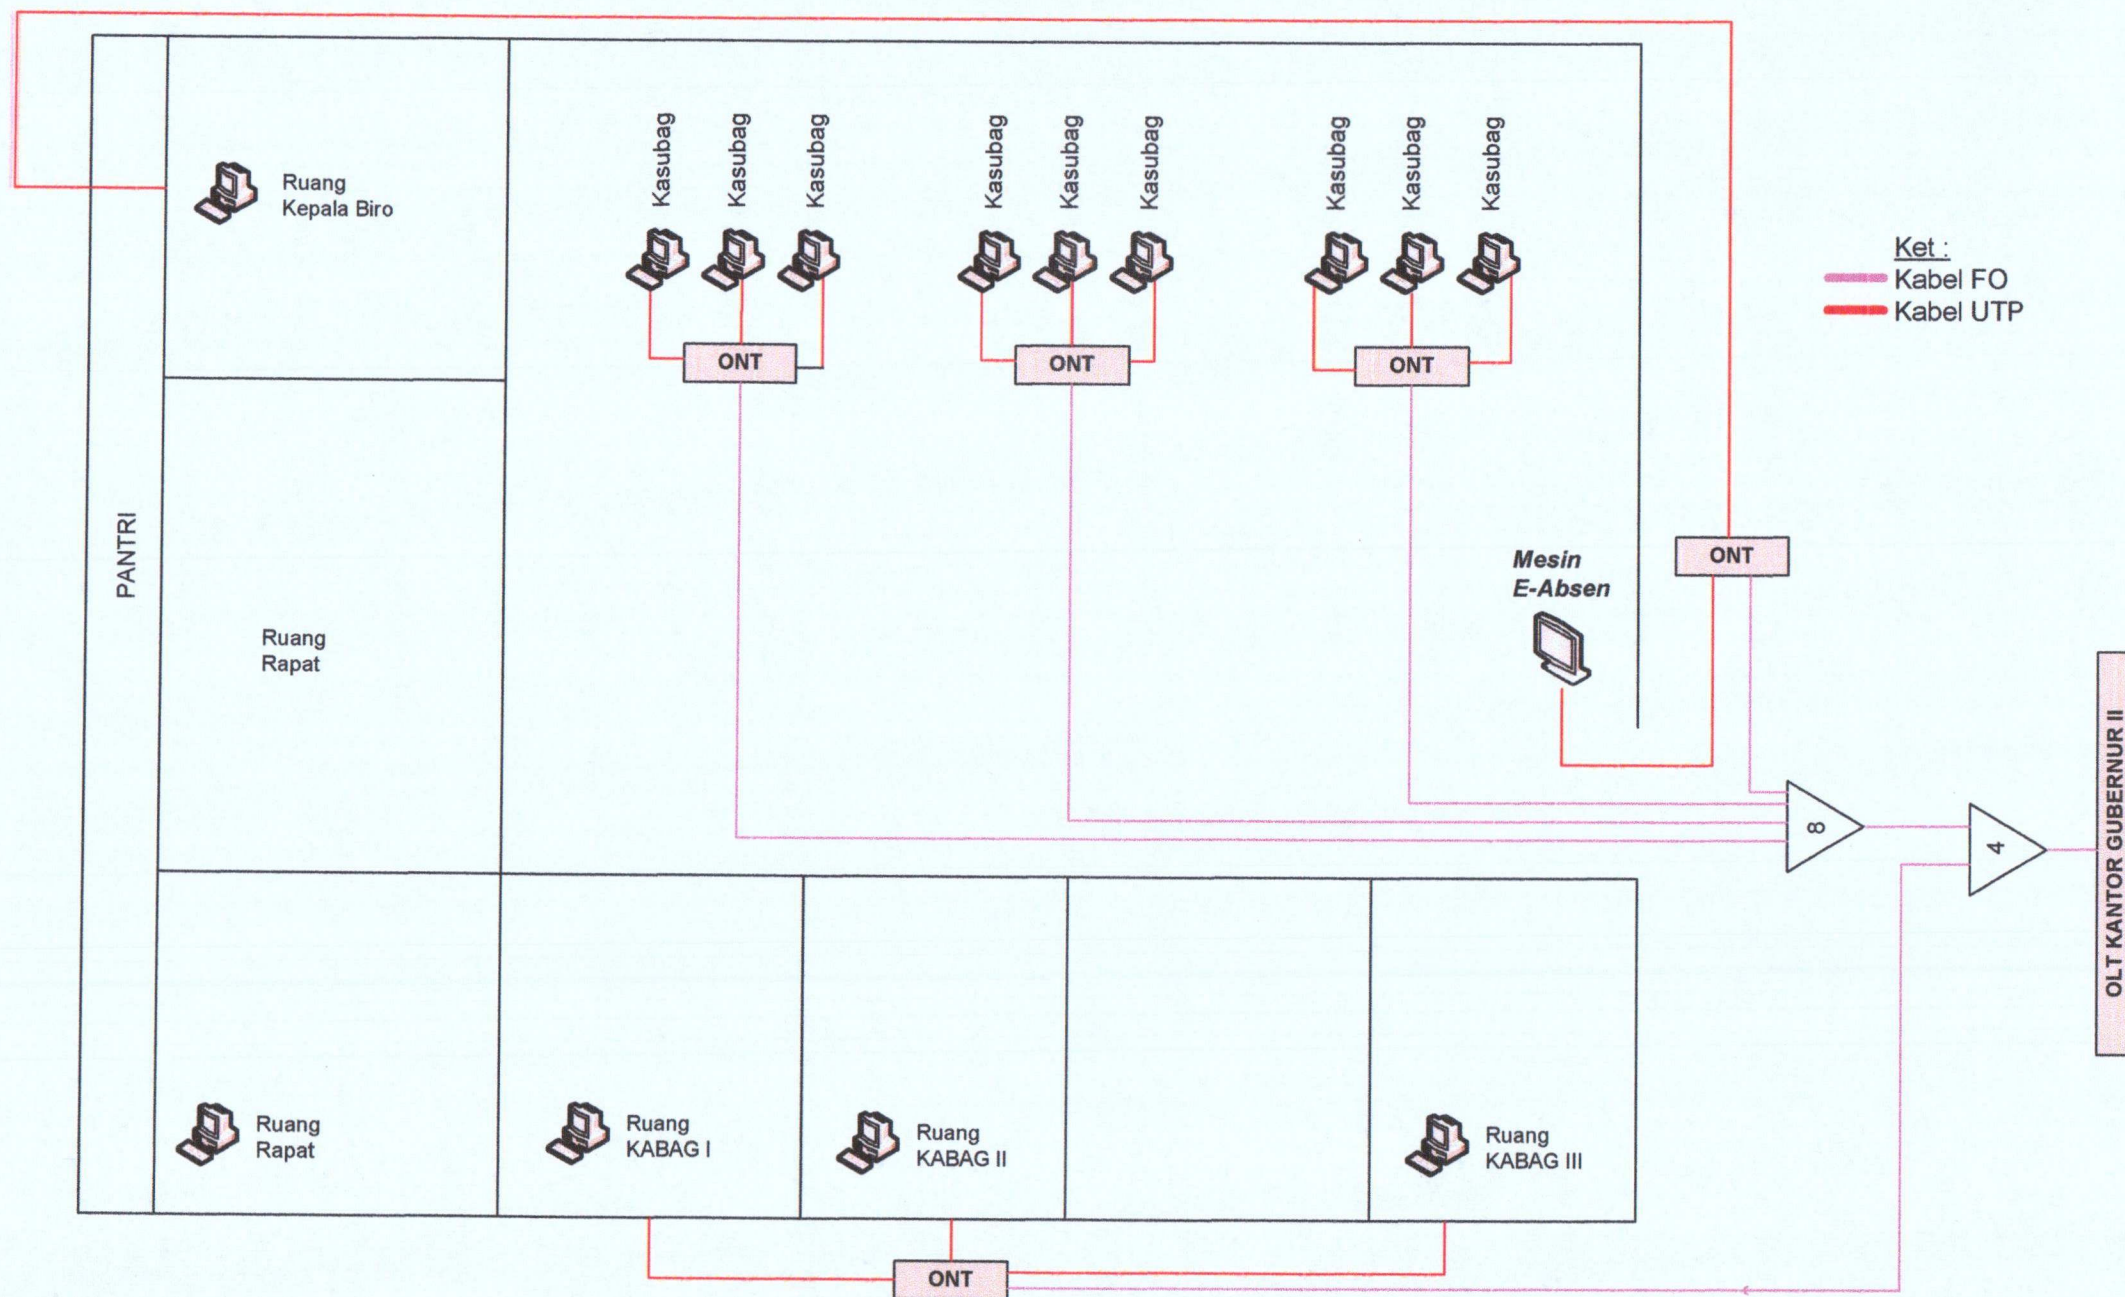 Kasubag
Kasubag
Kasubag
Kasubag
Kasubag
Kasubag
Kasubag
Kasubag
Kasubag
Ruang
Kepala Biro
Ket :
Kabel FO
Kabel UTP
ONT
ONT
ONT
PANTRI
Mesin
E-Absen
ONT
Ruang
Rapat
8
4
OLT KANTOR GUBERNUR II
Ruang
Rapat
Ruang
KABAG I
Ruang
KABAG II
Ruang
KABAG III
ONT